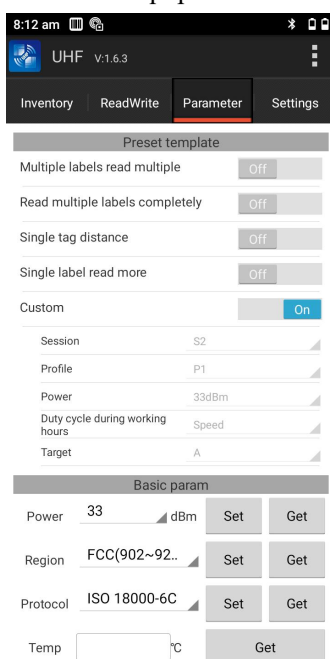 8:12 am
UHF V:1.6.3
Inventory ReadWrite Parameter Settings
Preset template
Multiple labels read multiple Off
Read multiple labels completely Off
Single tag distance Off
Single label read more Off
Custom On
Session S2
Profile P1
Power 33dBm
Duty cycle during working
hours Speed
Target A
Basic param
Power 33 dBm Set Get
Region FCC(902~92.. Set Get
Protocol ISO 18000-6C Set Get
Temp ℃ Get